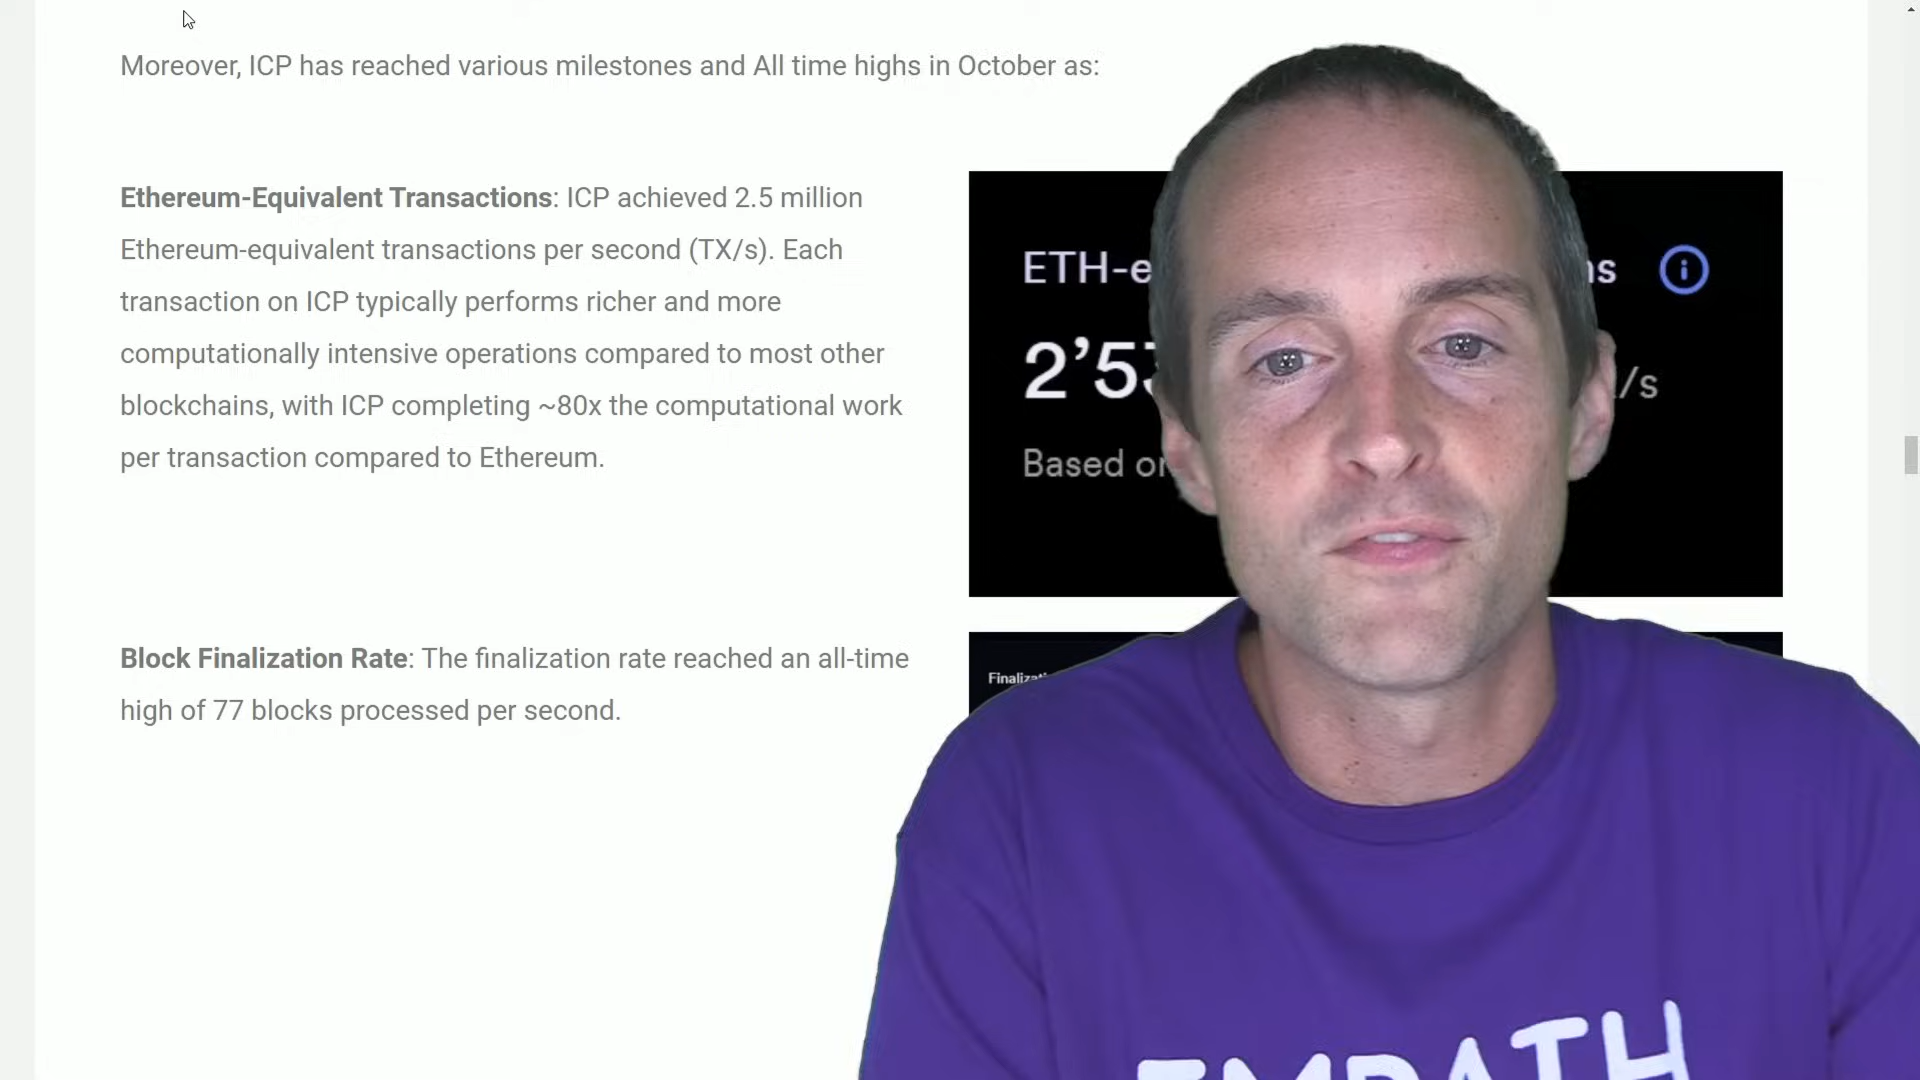 Moreover, ICP has reached various milestones and All time highs in October as:
Ethereum-Equivalent Transactions: ICP achieved 2.5 million
Ethereum-equivalent transactions per second (TX/s). Each
transaction on ICP typically performs richer and more
computationally intensive operations compared to most other
blockchains, with ICP completing ~80x the computational work
per transaction compared to Ethereum.
ETH-e
2’53 /s
Based
Block Finalization Rate: The finalization rate reached an all-time
high of 77 blocks processed per second.
EMPATH